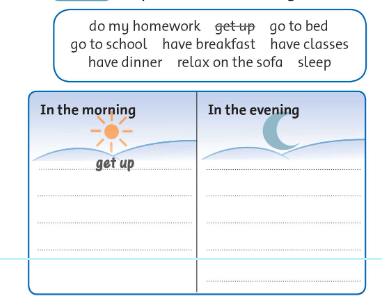 do my homework get up go to bed
go to school have breakfast have classes
have dinner relax on the sofa sleep
In the morning
In the evening
get up